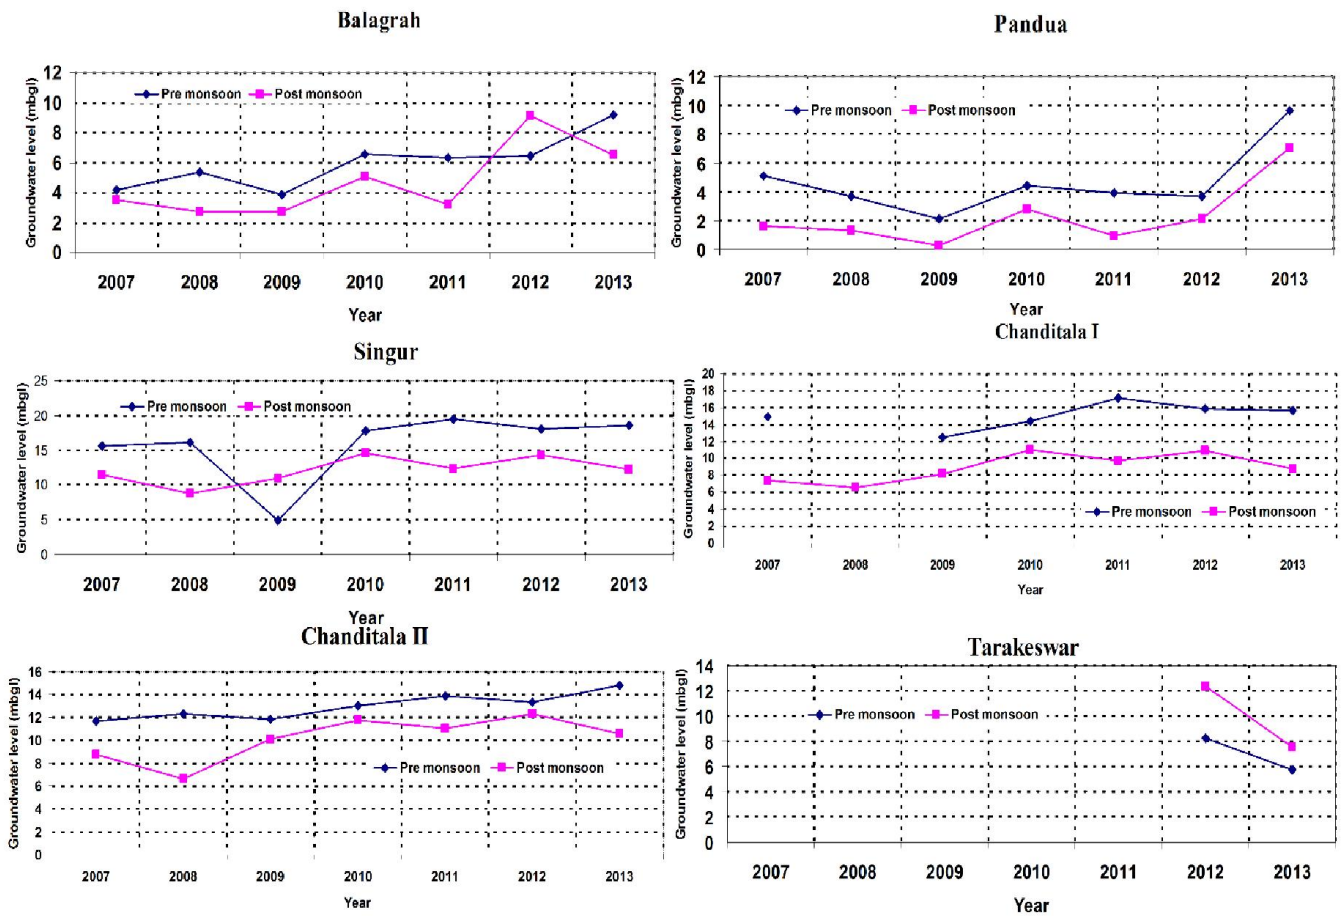 Balagrah
Groundwater level (mbgl)
12
10
8
6
4
2
0
Pre monsoon Post monsoon
2007 2008 2009 2010 2011 2012 2013
Year
Pandua
Groundwater level (mbgl)
12
10
8
6
4
2
0
Pre monsoon Post monsoon
2007 2008 2009 2010 2011 2012 2013
Year
Singur
Groundwater level (mbgl)
25
20
15
10
5
0
Pre monsoon Post monsoon
2007 2008 2009 2010 2011 2012 2013
Year
Chanditala I
Groundwater level (mbgl)
20
18
16
14
12
10
8
6
4
2
0
Pre monsoon Post monsoon
2007 2008 2009 2010 2011 2012 2013
Year
Chanditala II
Groundwater level (mbgl)
16
14
12
10
8
6
4
2
0
Pre monsoon Post monsoon
2007 2008 2009 2010 2011 2012 2013
Year
Tarakeswar
Groundwater level (mbgl)
14
12
10
8
6
4
2
0
Pre monsoon Post monsoon
2007 2008 2009 2010 2011 2012 2013
Year